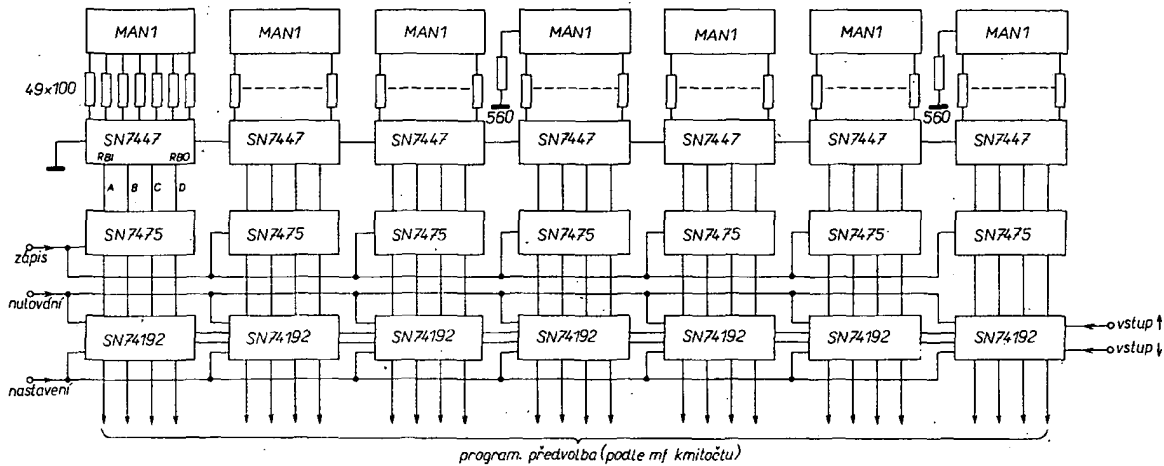 MAN1 MAN1 MAN1 MAN1 MAN1 MAN1 MAN1
49×100
560 560
SN7447 SN7447 SN7447 SN7447 SN7447 SN7447 SN7447
RBI RBO
A B C D
SN7475 SN7475 SN7475 SN7475 SN7475 SN7475 SN7475
zápis
nulování
SN74192 SN74192 SN74192 SN74192 SN74192 SN74192 SN74192
vstup ↑
vstup ↓
nastavení
program. předvolba (podle mf kmitočtu)